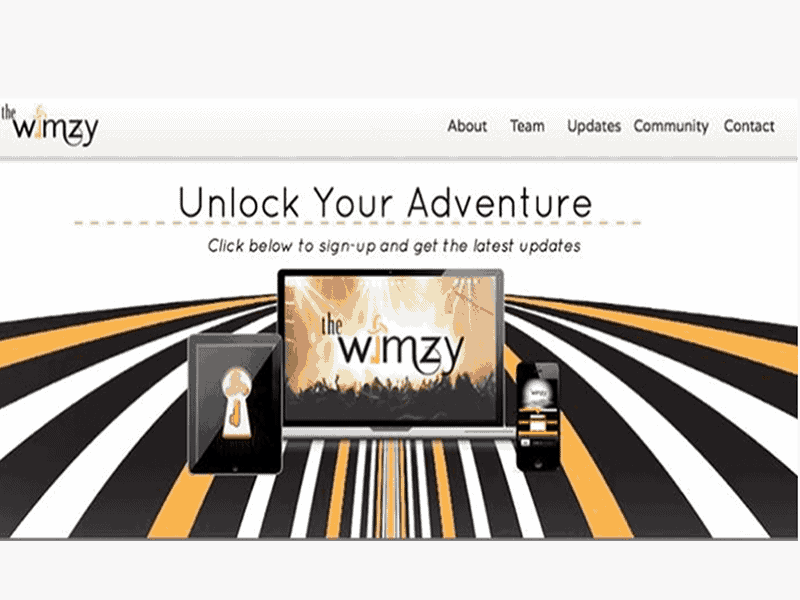 the
wimzy
About Team Updates Community Contact
Unlock Your Adventure
Click below to sign-up and get the latest updates
the
wimzy
wimzy